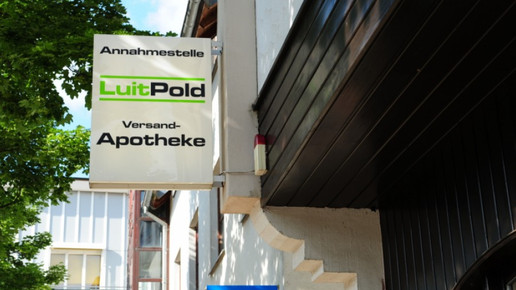 Annahmestelle
LuitPold
Versand-
Apotheke